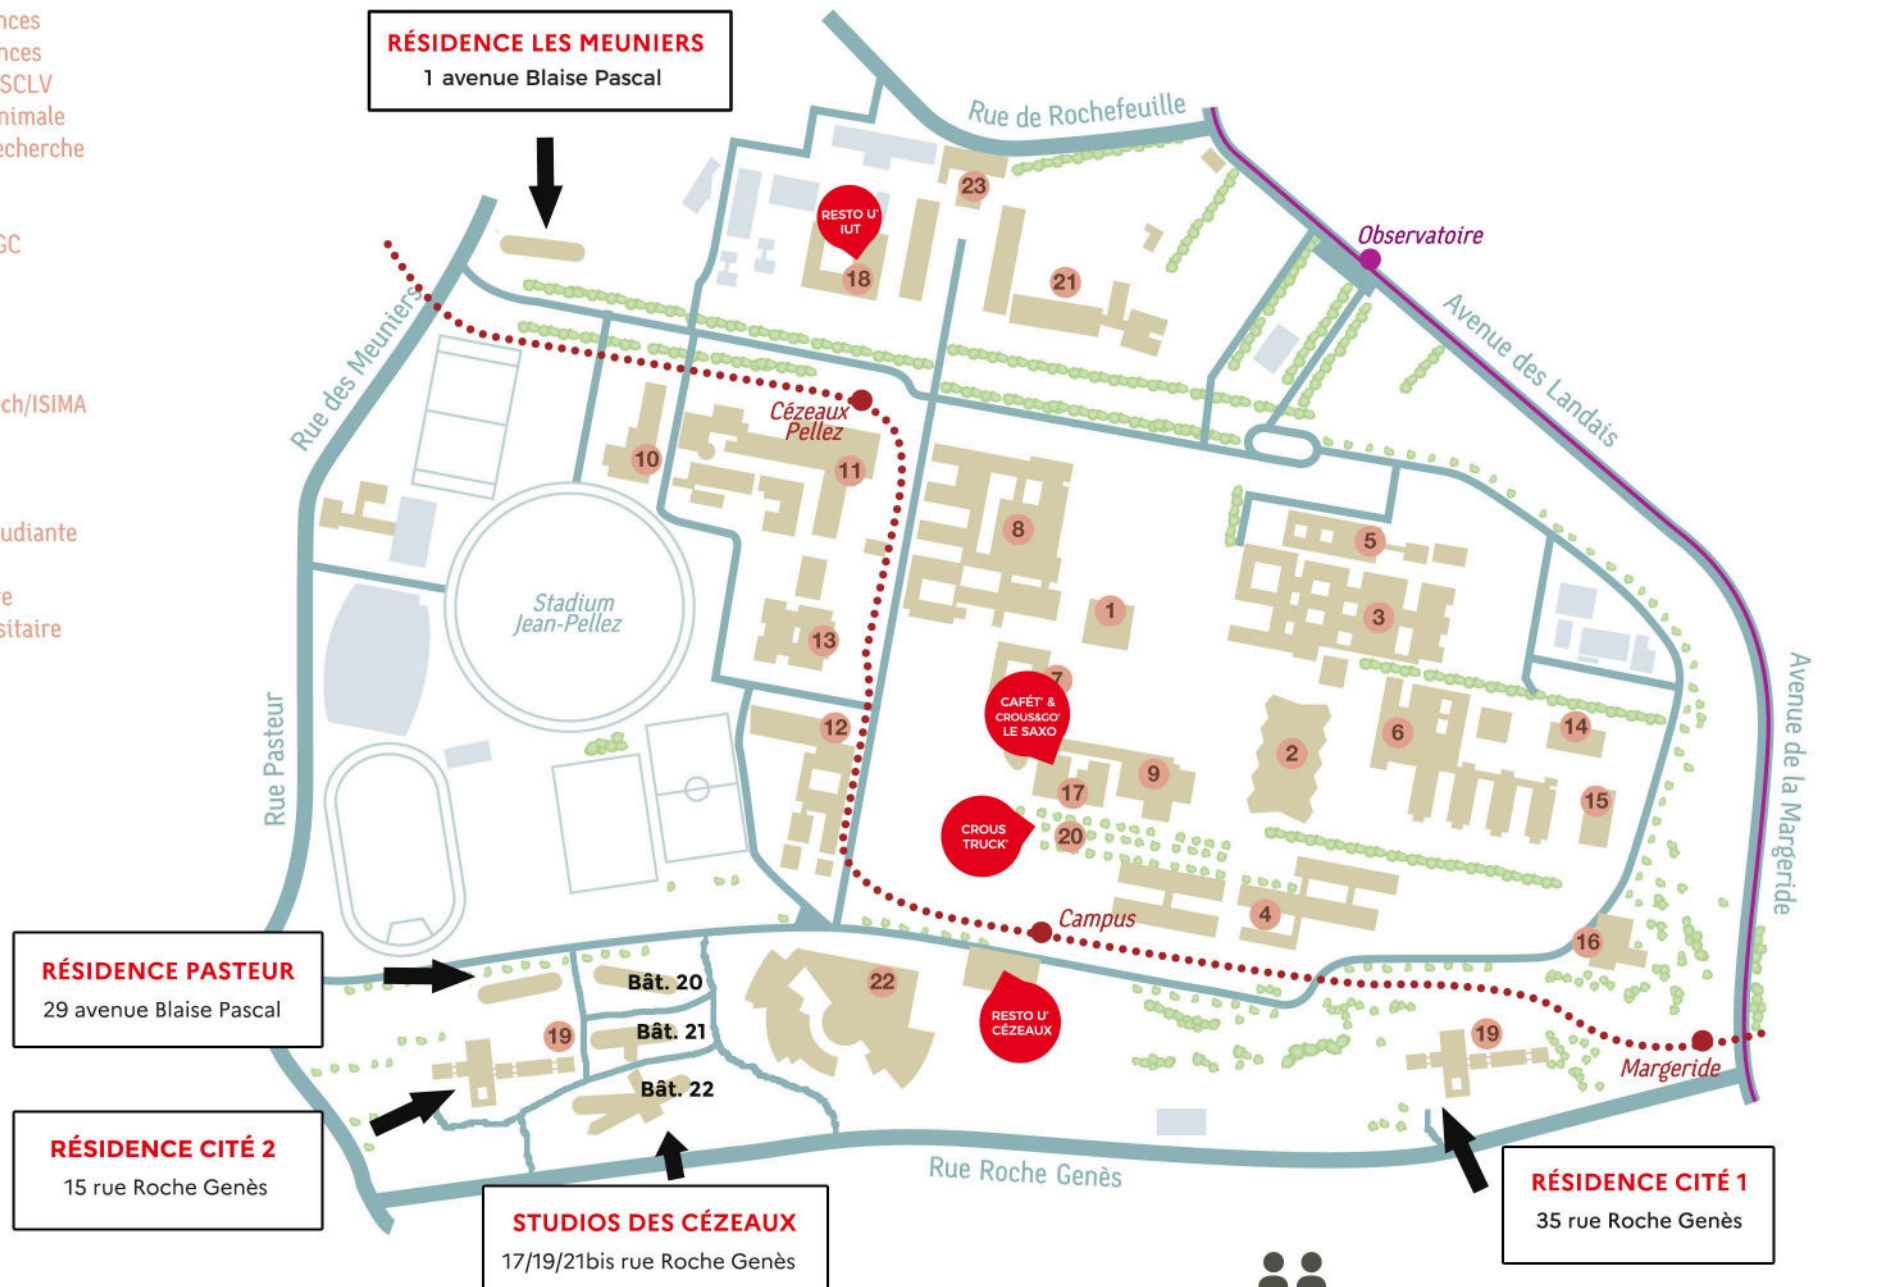 nces
nces
SCLV
nimale
echerche
GC
ch/ISIMA
udiante
re
sitaire
RÉSIDENCE LES MEUNIERS
1 avenue Blaise Pascal
Rue de Rochefeuille
23
RESTO U'
IUT
18
21
Observatoire
Avenue des Landais
Rue des Meuniers
Cézeaux
Pellez
10
11
8
5
Stadium
Jean-Pellez
13
1
3
7
CAFÉT' &
CROUS&GO'
LE SAXO
Rue Pasteur
12
2
6
14
9
17
15
Avenue de la Margeride
CROUS
TRUCK'
20
4
Campus
16
RÉSIDENCE PASTEUR
29 avenue Blaise Pascal
Bât. 20
22
RESTO U'
CÉZEAUX
19
Bât. 21
19
Margeride
Bât. 22
RÉSIDENCE CITÉ 2
15 rue Roche Genès
Rue Roche Genès
STUDIOS DES CÉZEAUX
17/19/21bis rue Roche Genès
RÉSIDENCE CITÉ 1
35 rue Roche Genès